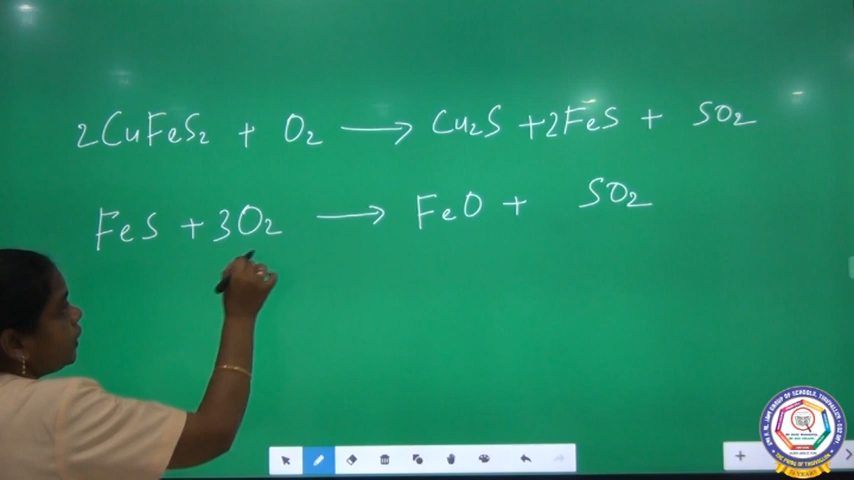 2CuFeS₂ + O₂ ⟶ Cu₂S + 2FeS + SO₂
FeS + 3O₂ ⟶ FeO + SO₂